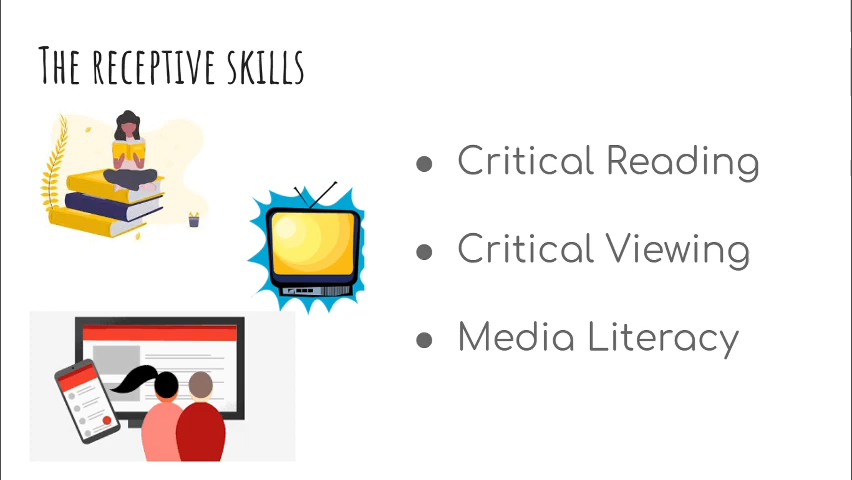 The receptive skills
● Critical Reading
● Critical Viewing
● Media Literacy